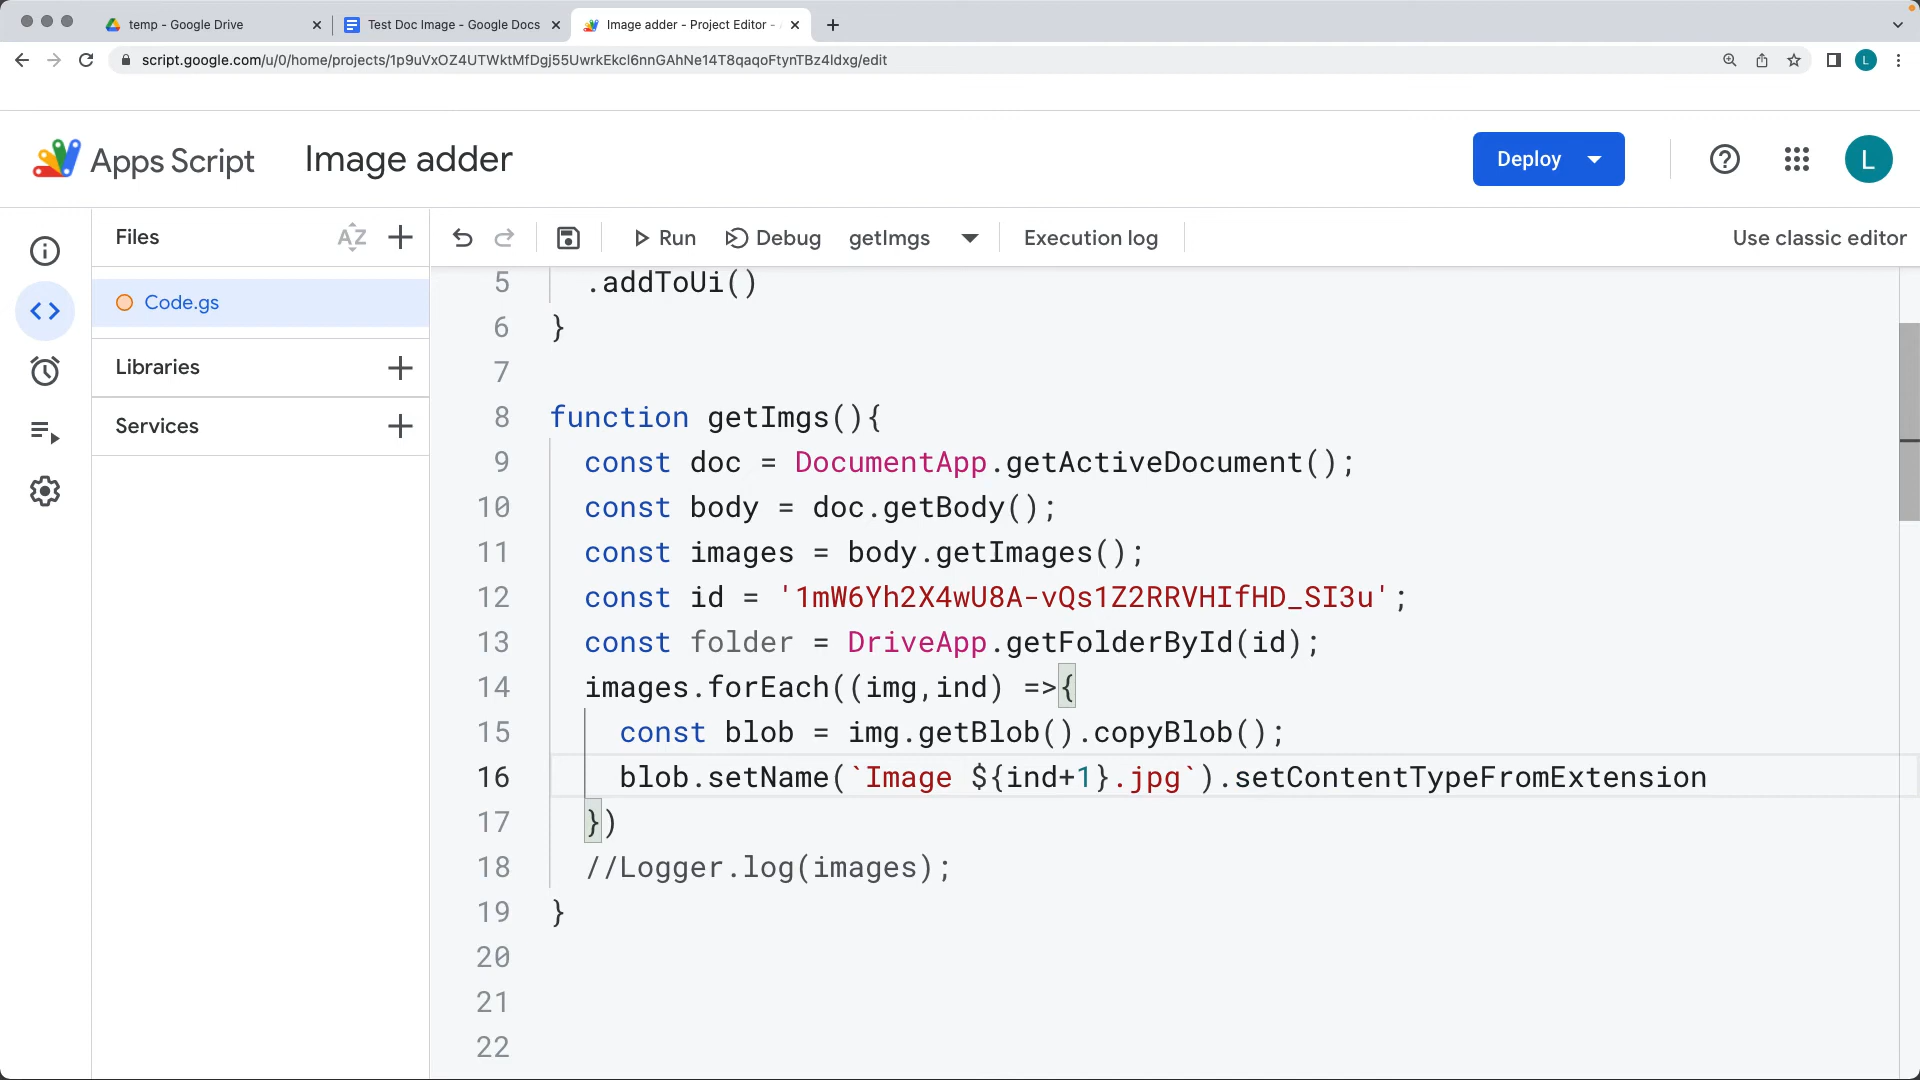 temp - Google Drive
Test Doc Image - Google Docs
Image adder - Project Editor -
script.google.com/u/0/home/projects/1p9uVxOZ4UTWktMfDgj55UwrkEkcl6nnGAhNe14T8qaqoFtynTBz4ldxg/edit
L
Apps Script
Image adder
Deploy
L
Files
AZ
Run
Debug
getImgs
Execution log
Use classic editor
Code.gs
Libraries
Services
5 .addToUi()
6 }
7
8 function getImgs(){
9 const doc = DocumentApp.getActiveDocument();
10 const body = doc.getBody();
11 const images = body.getImages();
12 const id = '1mW6Yh2X4wU8A-vQs1Z2RRVHIfHD_SI3u';
13 const folder = DriveApp.getFolderById(id);
14 images.forEach((img,ind) =>{
15 const blob = img.getBlob().copyBlob();
16 blob.setName(`Image ${ind+1}.jpg`).setContentTypeFromExtension
17 })
18 //Logger.log(images);
19 }
20
21
22